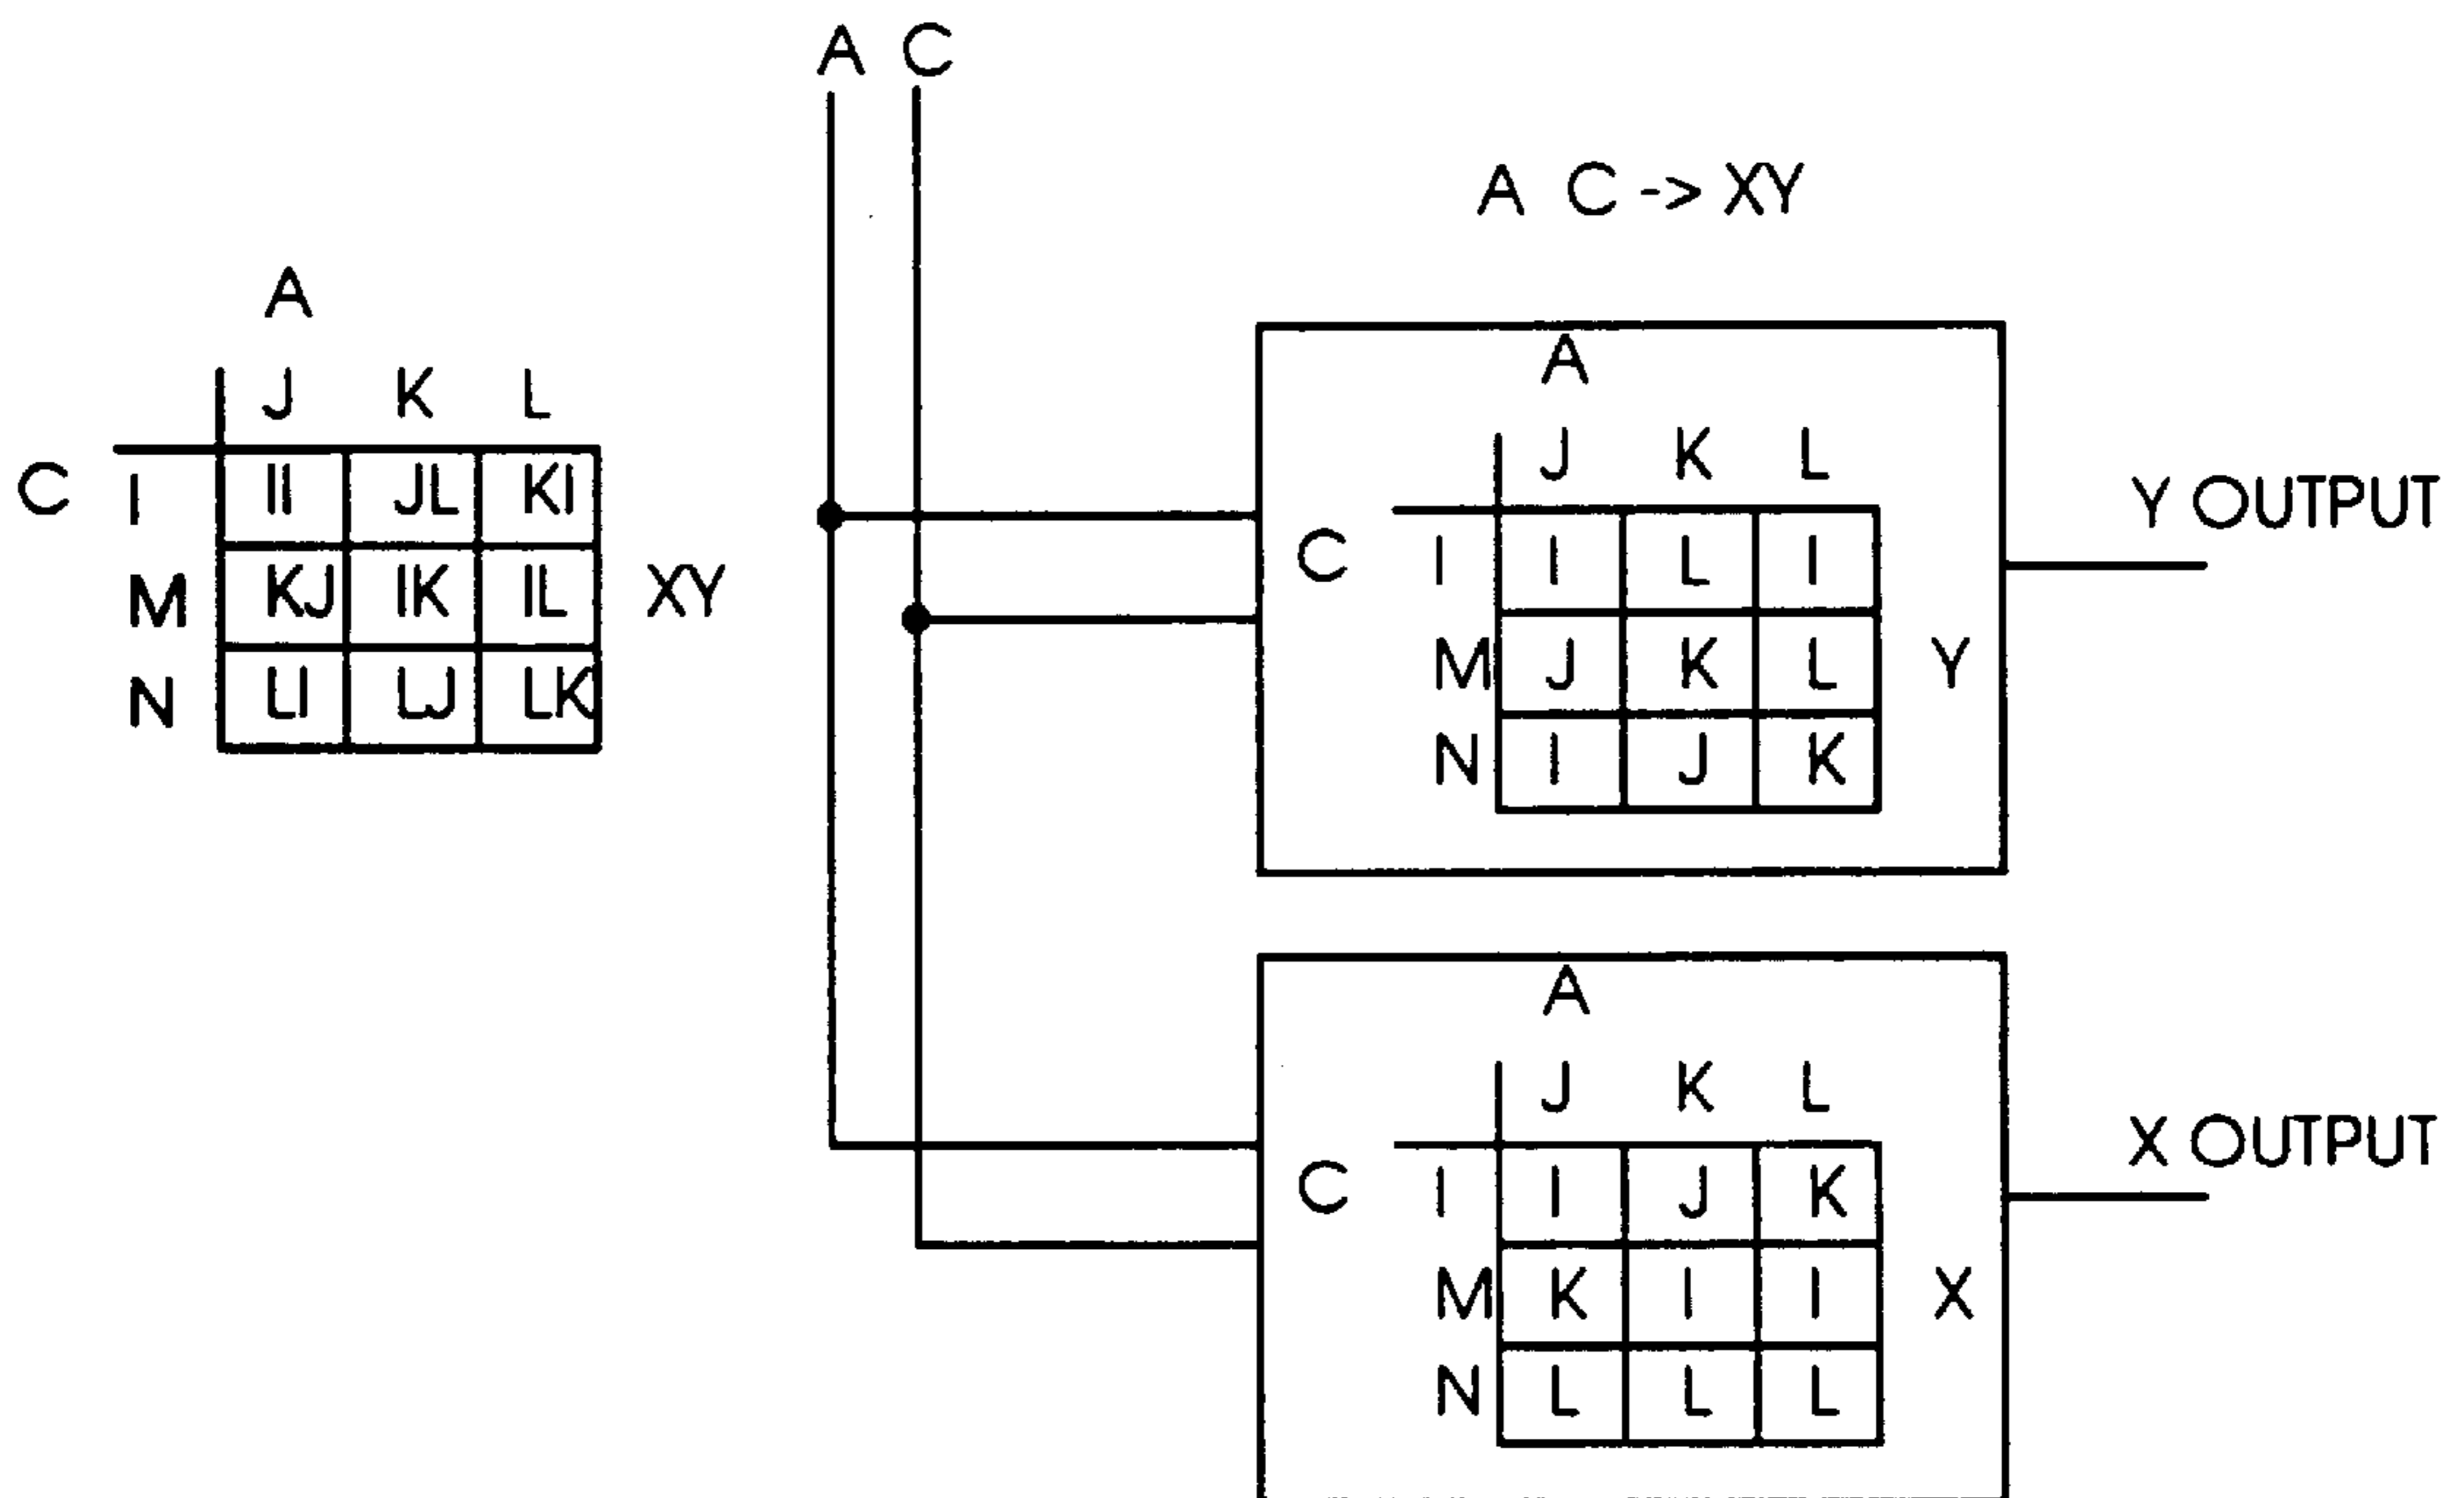 A C
A C -> XY
A
J K L
C I II JL KI
M KJ IK IL XY
N LI LJ LK
A
J K L
C I I L I
M J K L Y
N I J K
Y OUTPUT
A
J K L
C I I J K
M K I I X
N L L L
X OUTPUT